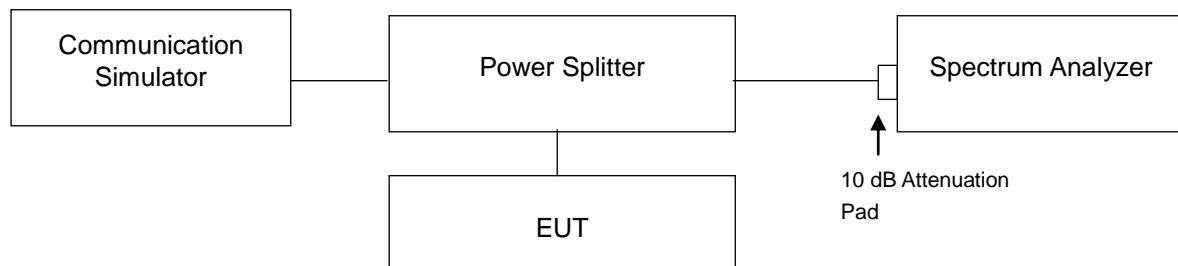 Communication
Simulator
Power Splitter
Spectrum Analyzer
10 dB Attenuation
Pad
EUT